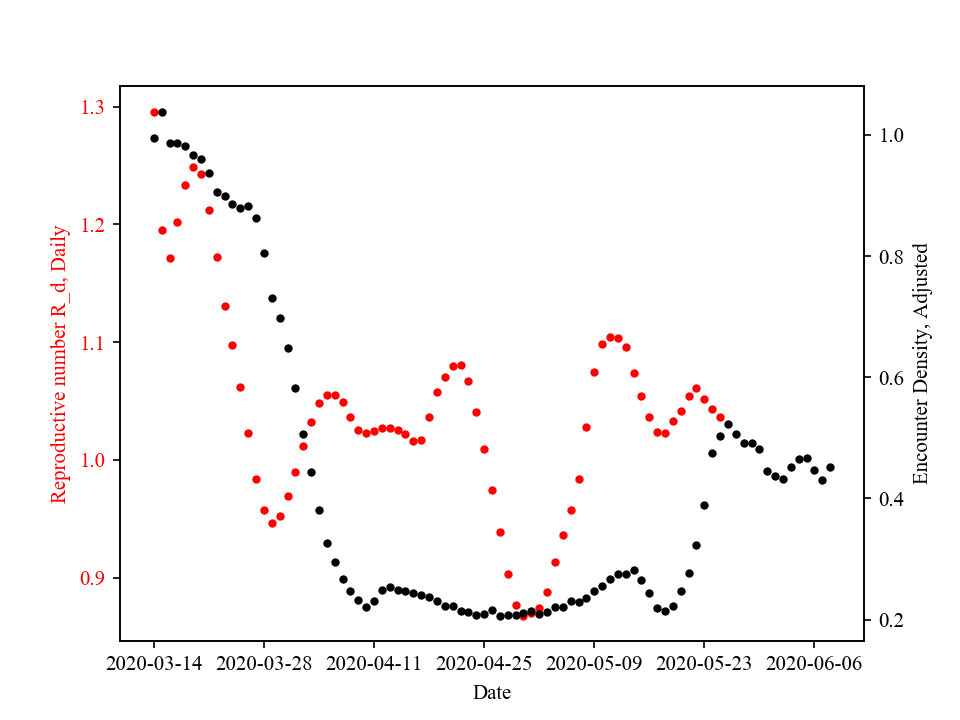 Reproductive number R_d, Daily
1.3
1.2
1.1
1.0
0.9
1.0
0.8
0.6
0.4
0.2
Encounter Density, Adjusted
2020-03-14 2020-03-28 2020-04-11 2020-04-25 2020-05-09 2020-05-23 2020-06-06
Date